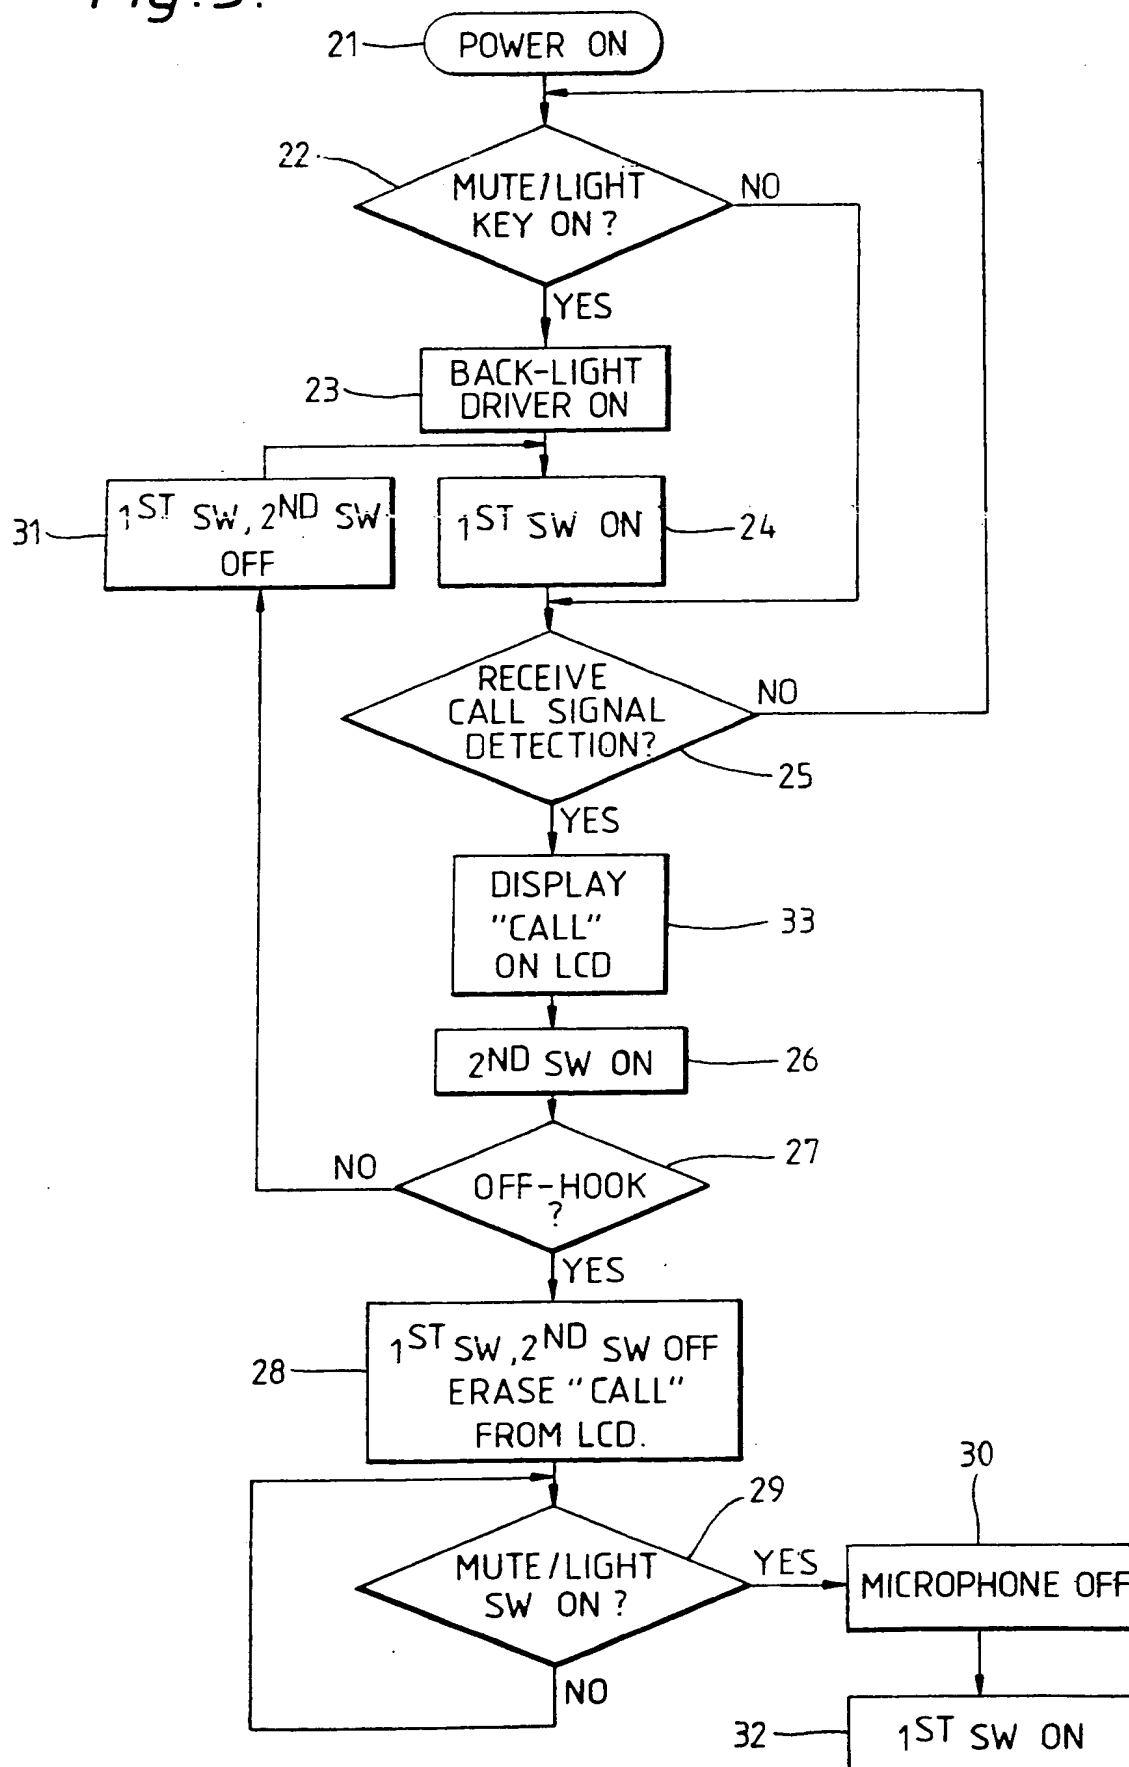 Fig.3.
21 POWER ON
22 MUTE/LIGHT
KEY ON?
NO
YES
23 BACK-LIGHT
DRIVER ON
31 1ST SW, 2ND SW
OFF
1ST SW ON 24
RECEIVE
CALL SIGNAL
DETECTION?
NO
25
YES
DISPLAY
"CALL"
ON LCD
33
2ND SW ON 26
27
NO
OFF-HOOK
?
YES
28 1ST SW, 2ND SW OFF
ERASE "CALL"
FROM LCD.
29
30
MUTE/LIGHT
SW ON?
YES
MICROPHONE OFF
NO
32 1ST SW ON